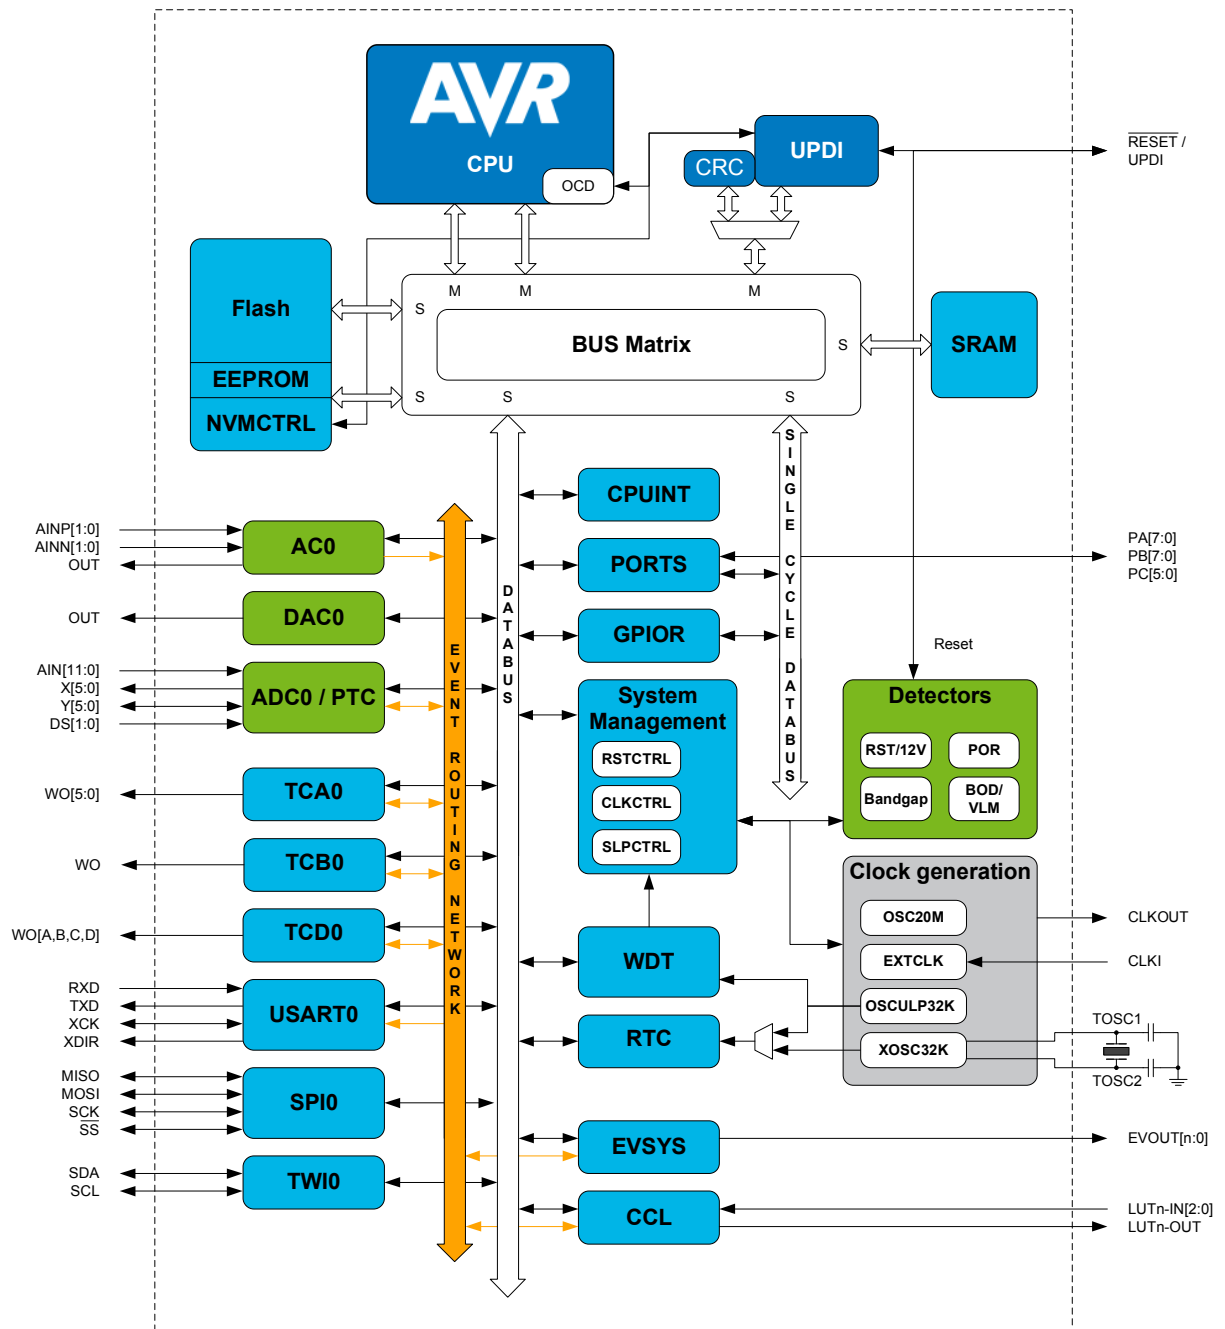 AVR
CPU
OCD
UPDI
CRC
RESET /
UPDI
Flash
EEPROM
NVMCTRL
M
M
M
S
S
S
S
S
BUS Matrix
SRAM
CPUINT
PORTS
GPIOR
SINGLE CYCLE DATABUS
DATABUS
EVENT ROUTING NETWORK
AINP[1:0]
AINN[1:0]
OUT
AC0
OUT
DAC0
AIN[11:0]
X[5:0]
Y[5:0]
DS[1:0]
ADC0 / PTC
WO[5:0]
TCA0
WO
TCB0
WO[A,B,C,D]
TCD0
RXD
TXD
XCK
XDIR
USART0
MISO
MOSI
SCK
SS
SPI0
SDA
SCL
TWI0
PA[7:0]
PB[7:0]
PC[5:0]
Reset
System
Management
RSTCTRL
CLKCTRL
SLPCTRL
Detectors
RST/12V
POR
Bandgap
BOD/
VLM
WDT
RTC
Clock generation
OSC20M
EXTCLK
OSCULP32K
XOSC32K
CLKOUT
CLKI
TOSC1
TOSC2
EVSYS
EVOUT[n:0]
CCL
LUTn-IN[2:0]
LUTn-OUT